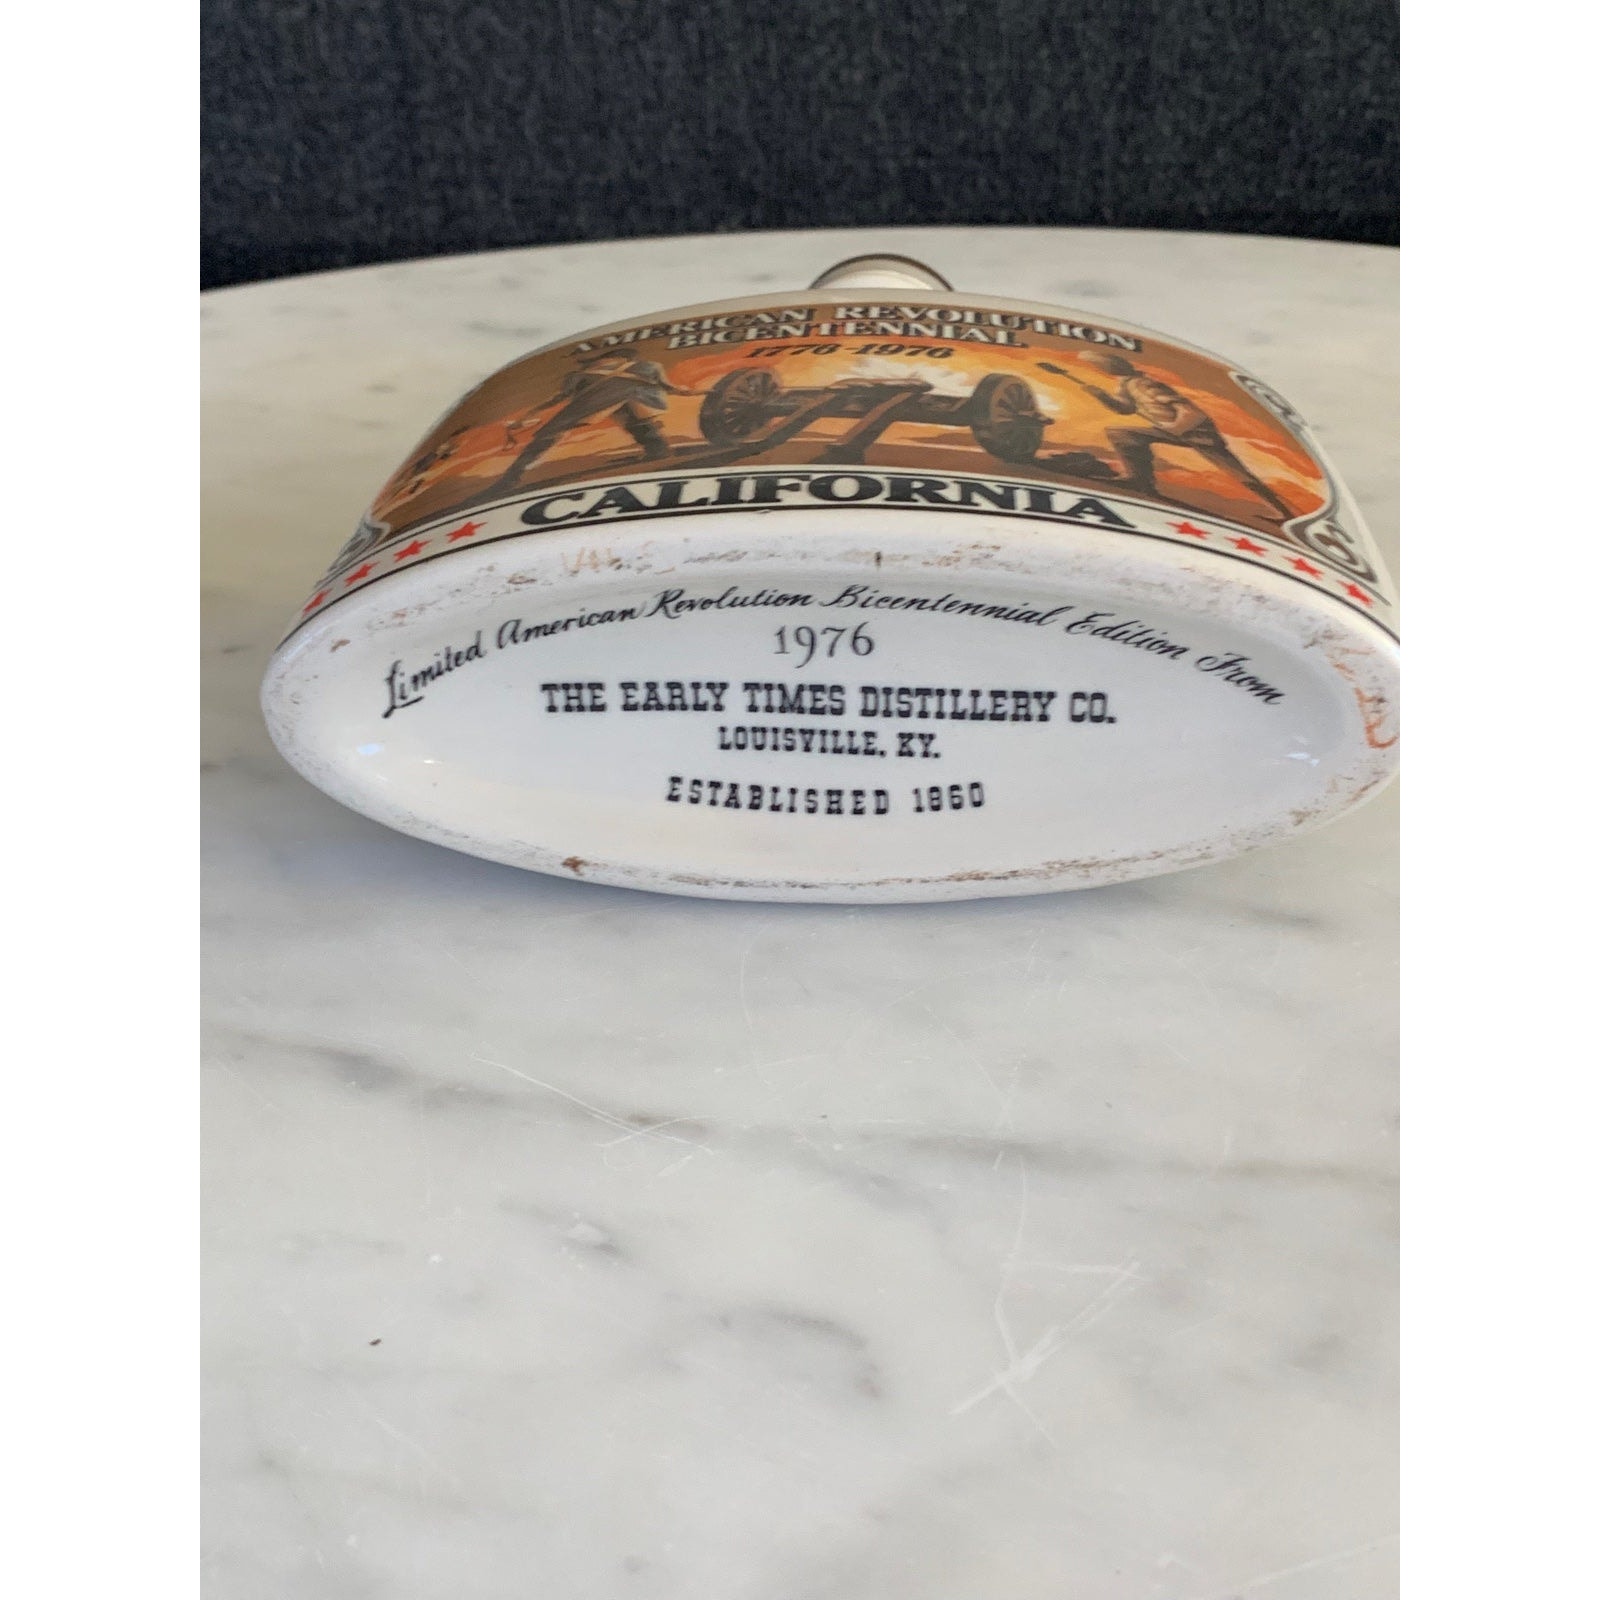 AMERICAN REVOLUTION
BICENTENNIAL
1776-1976
CALIFORNIA
Limited American Revolution Bicentennial Edition From
1976
THE EARLY TIMES DISTILLERY CO.
LOUISVILLE, KY.
ESTABLISHED 1860